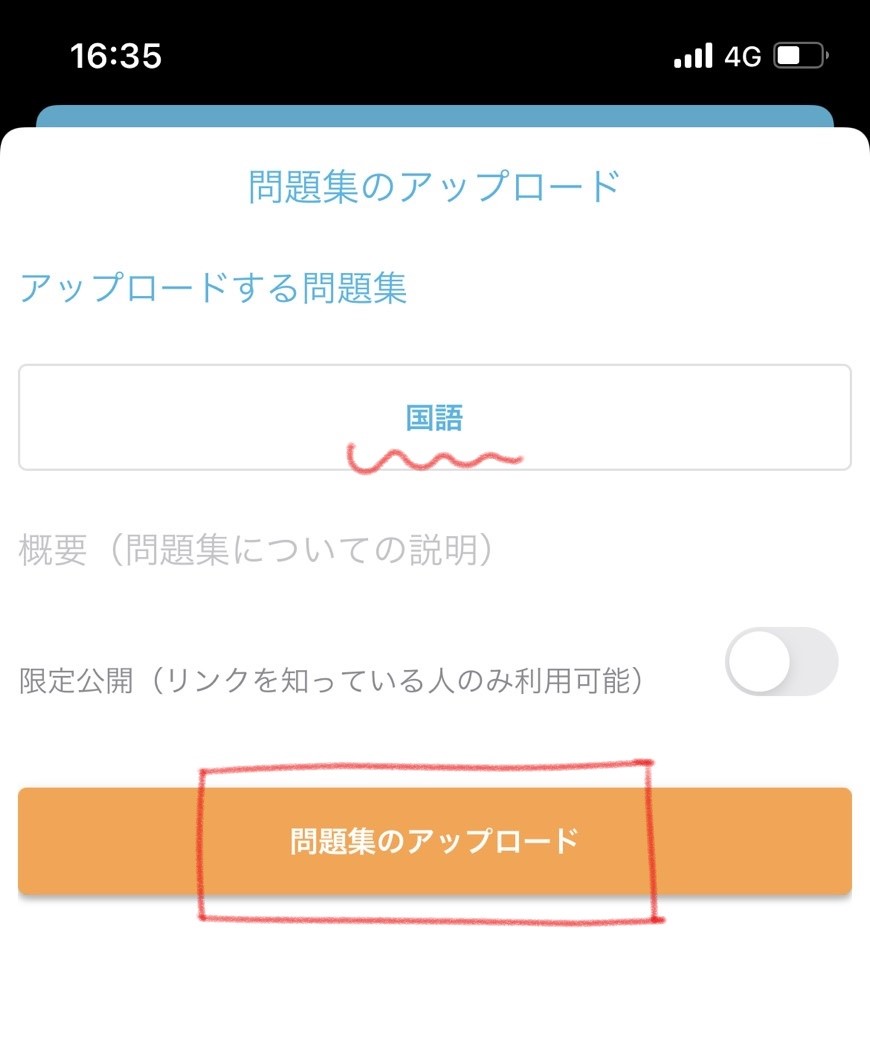 16:35 4G
問題集のアップロード
アップロードする問題集
国語
概要（問題集についての説明）
限定公開（リンクを知っている人のみ利用可能）
問題集のアップロード